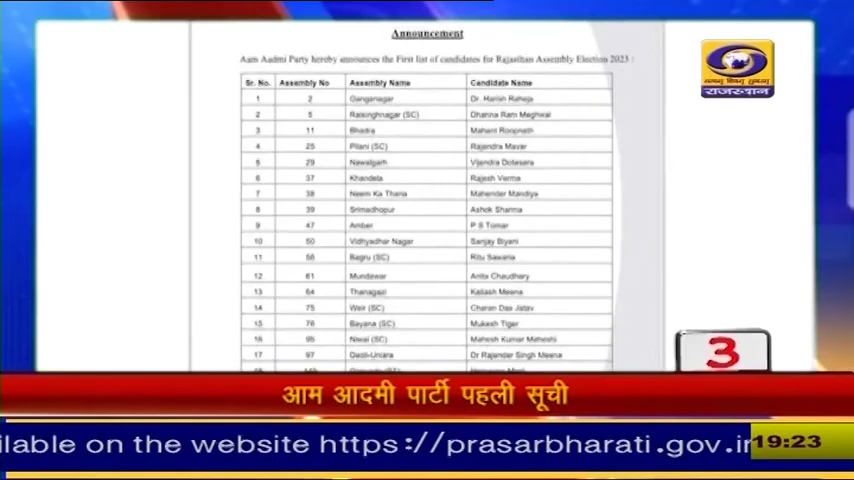 Announcement
Aam Aadmi Party hereby announces the First list of candidates for Rajasthan Assembly Election 2023 :
Sr. No. Assembly No Assembly Name Candidate Name
1 2 Ganganagar Dr. Harish Raheja
2 5 Raisinghnagar (SC) Dhanna Ram Meghwal
3 11 Bhadra Mahant Roopnath
4 25 Pilani (SC) Rajendra Mavar
5 29 Nawalgarh Vijendra Dotasara
6 37 Khandela Rajesh Verma
7 38 Neem Ka Thana Mahender Mandiya
8 39 Srimadhopur Ashok Sharma
9 47 Amber P S Tomar
10 50 Vidhyadhar Nagar Sanjay Biyani
11 56 Bagru (SC) Ritu Sawaria
12 61 Mundawar Anita Chaudhary
13 64 Thanagazi Kailash Meena
14 75 Weir (SC) Charan Das Jatav
15 76 Bayana (SC) Mukesh Tiger
16 95 Niwai (SC) Mahesh Kumar Maheshi
17 97 Deoli-Uniara Dr Rajander Singh Meena
राजस्थान
3
आम आदमी पार्टी पहली सूची
ilable on the website https://prasarbharati.gov.in
19:23